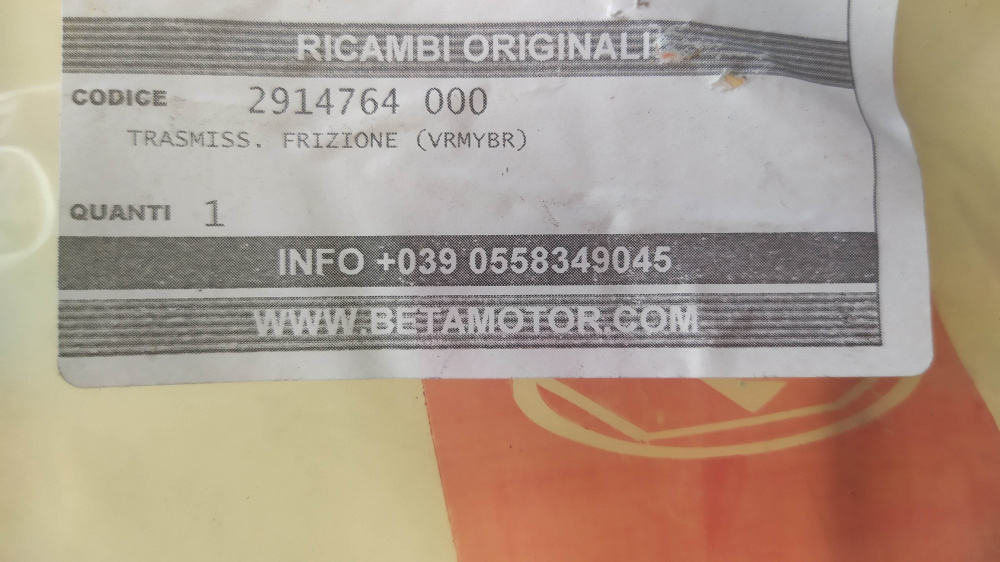 RICAMBI ORIGINALI
CODICE 2914764 000
TRASMISS. FRIZIONE (VRMYBR)
QUANTI 1
INFO +039 0558349045
WWW.BETAMOTOR.COM